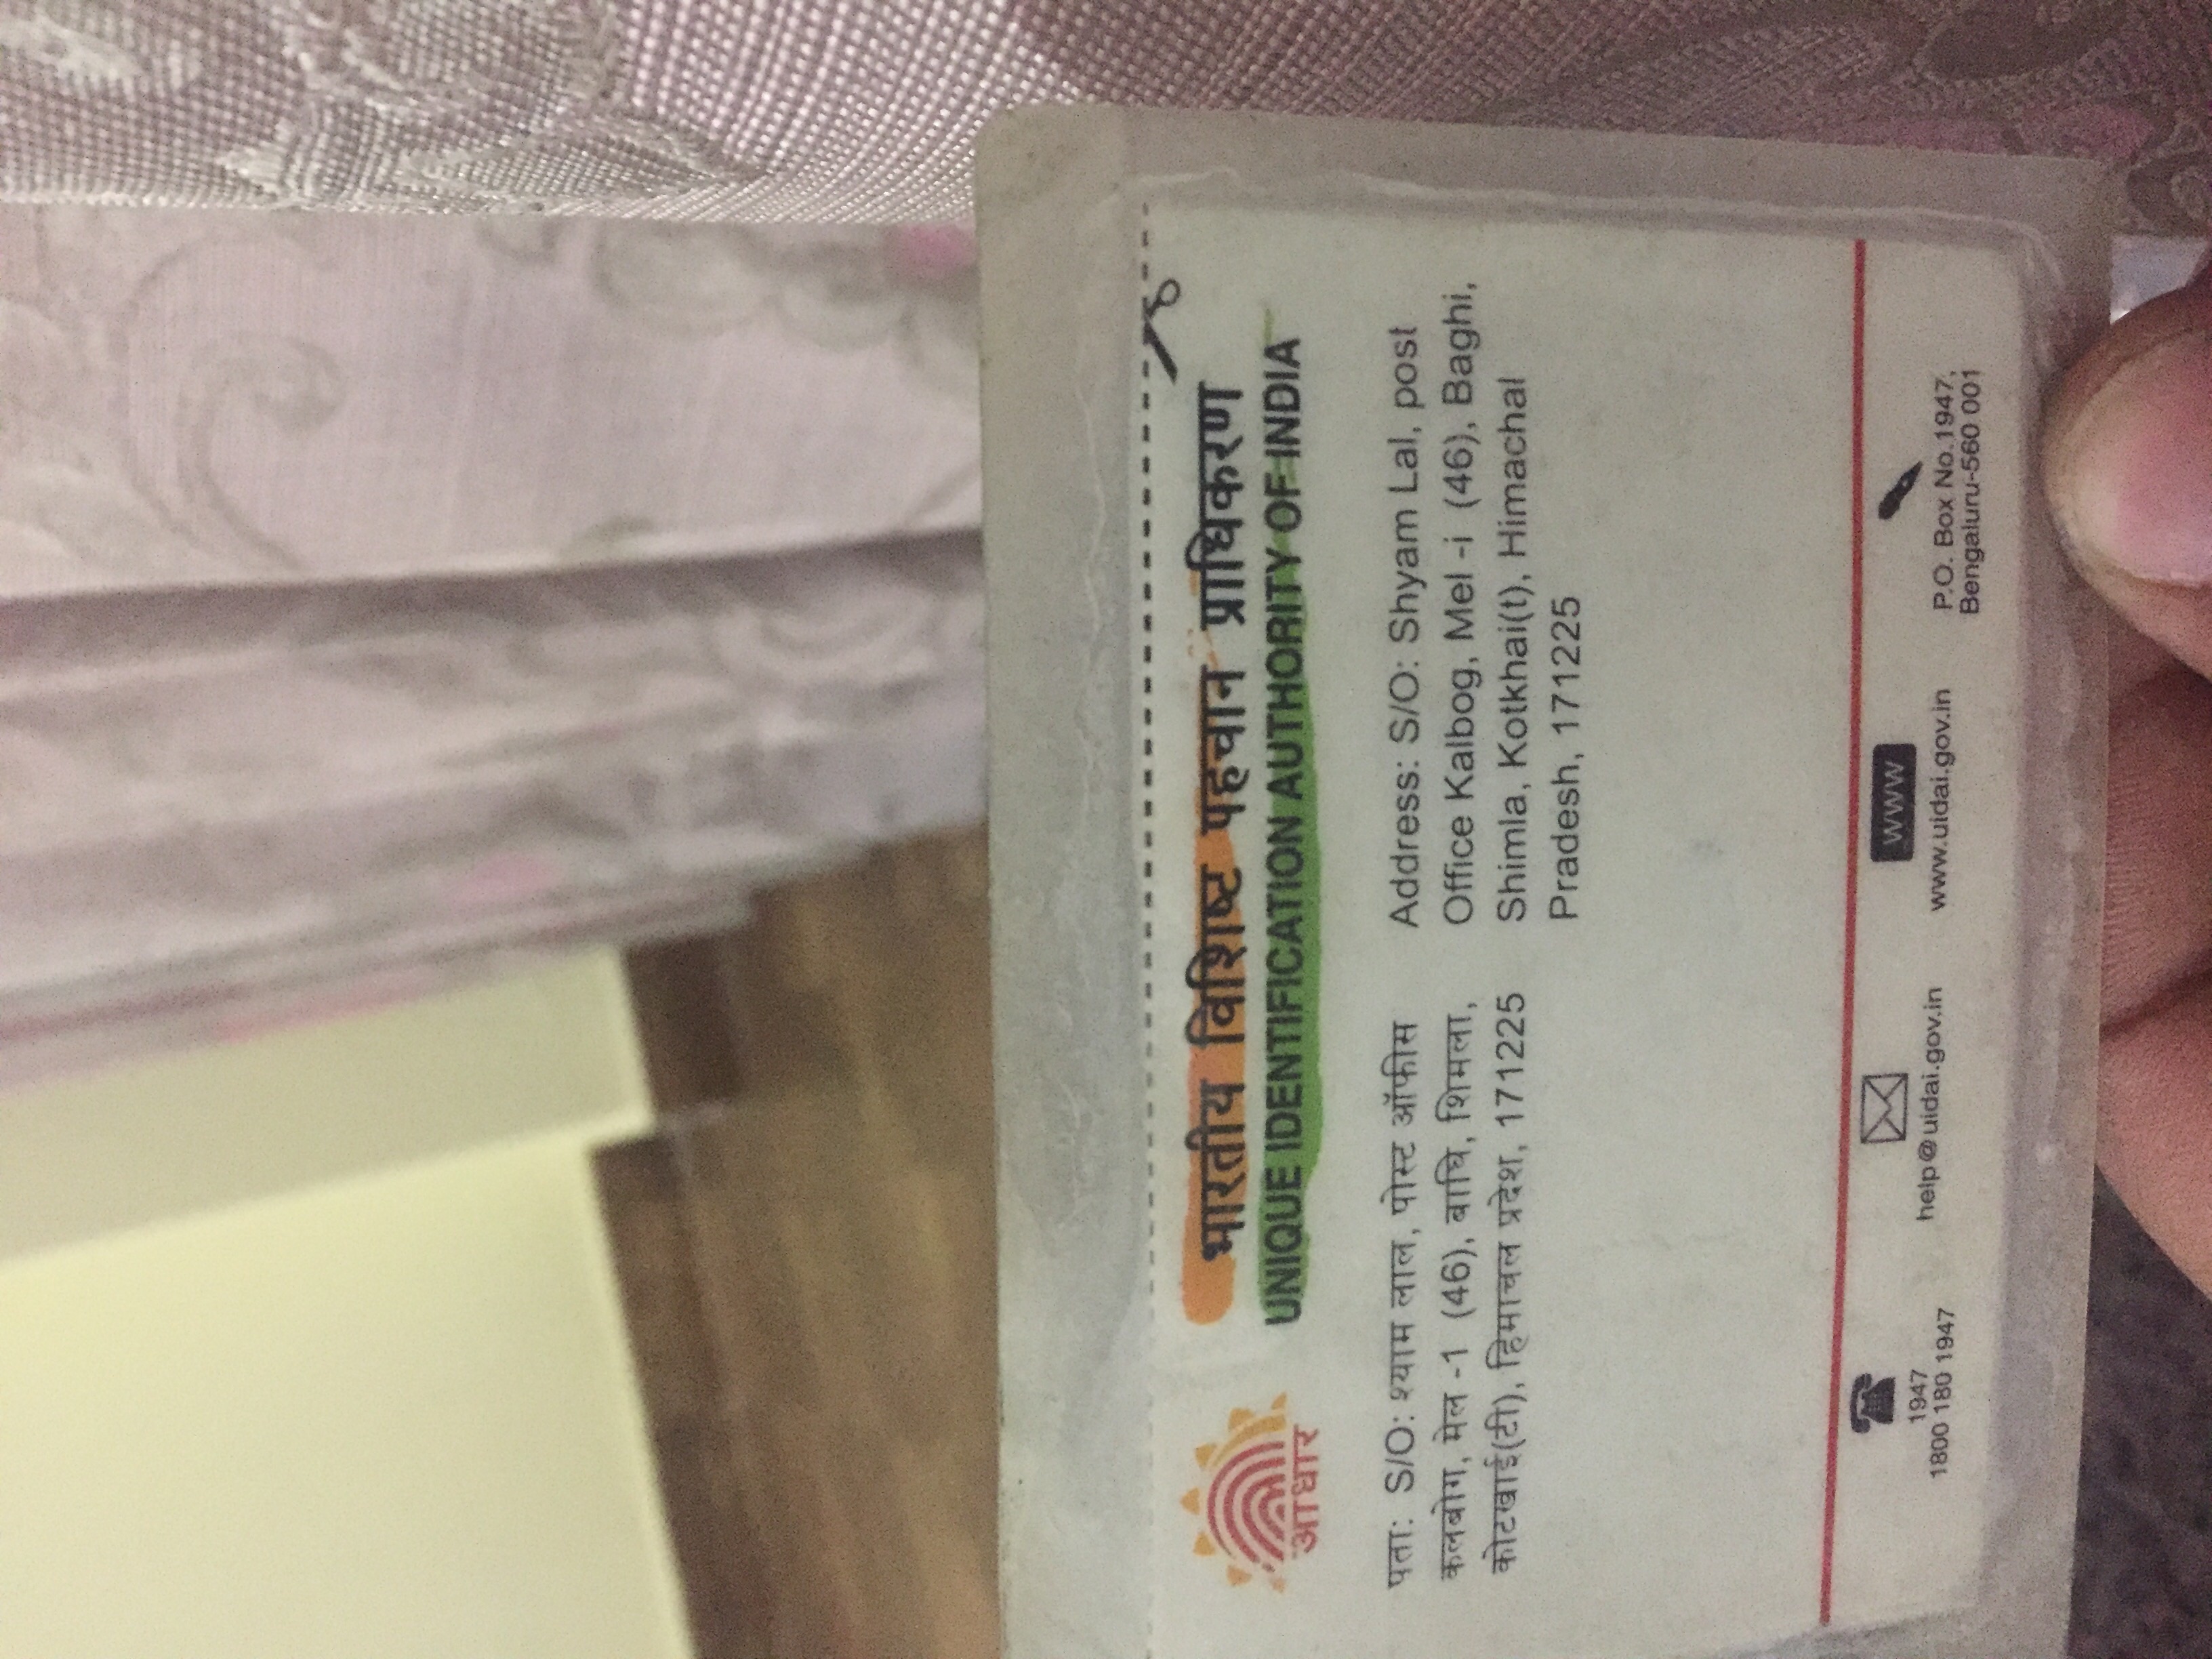 भारतीय विशिष्ट पहचान प्राधिकरण
UNIQUE IDENTIFICATION AUTHORITY OF INDIA
आधार
पता: S/O: श्याम लाल, पोस्ट ऑफीस
कलबोग, मेल -1 (46), बाघि, शिमला,
कोटखाई(टी), हिमाचल प्रदेश, 171225
Address: S/O: Shyam Lal, post
Office Kalbog, Mel -i (46), Baghi,
Shimla, Kotkhai(t), Himachal
Pradesh, 171225
1947
1800 180 1947
help@uidai.gov.in
WWW
www.uidai.gov.in
P.O. Box No.1947,
Bengaluru-560 001